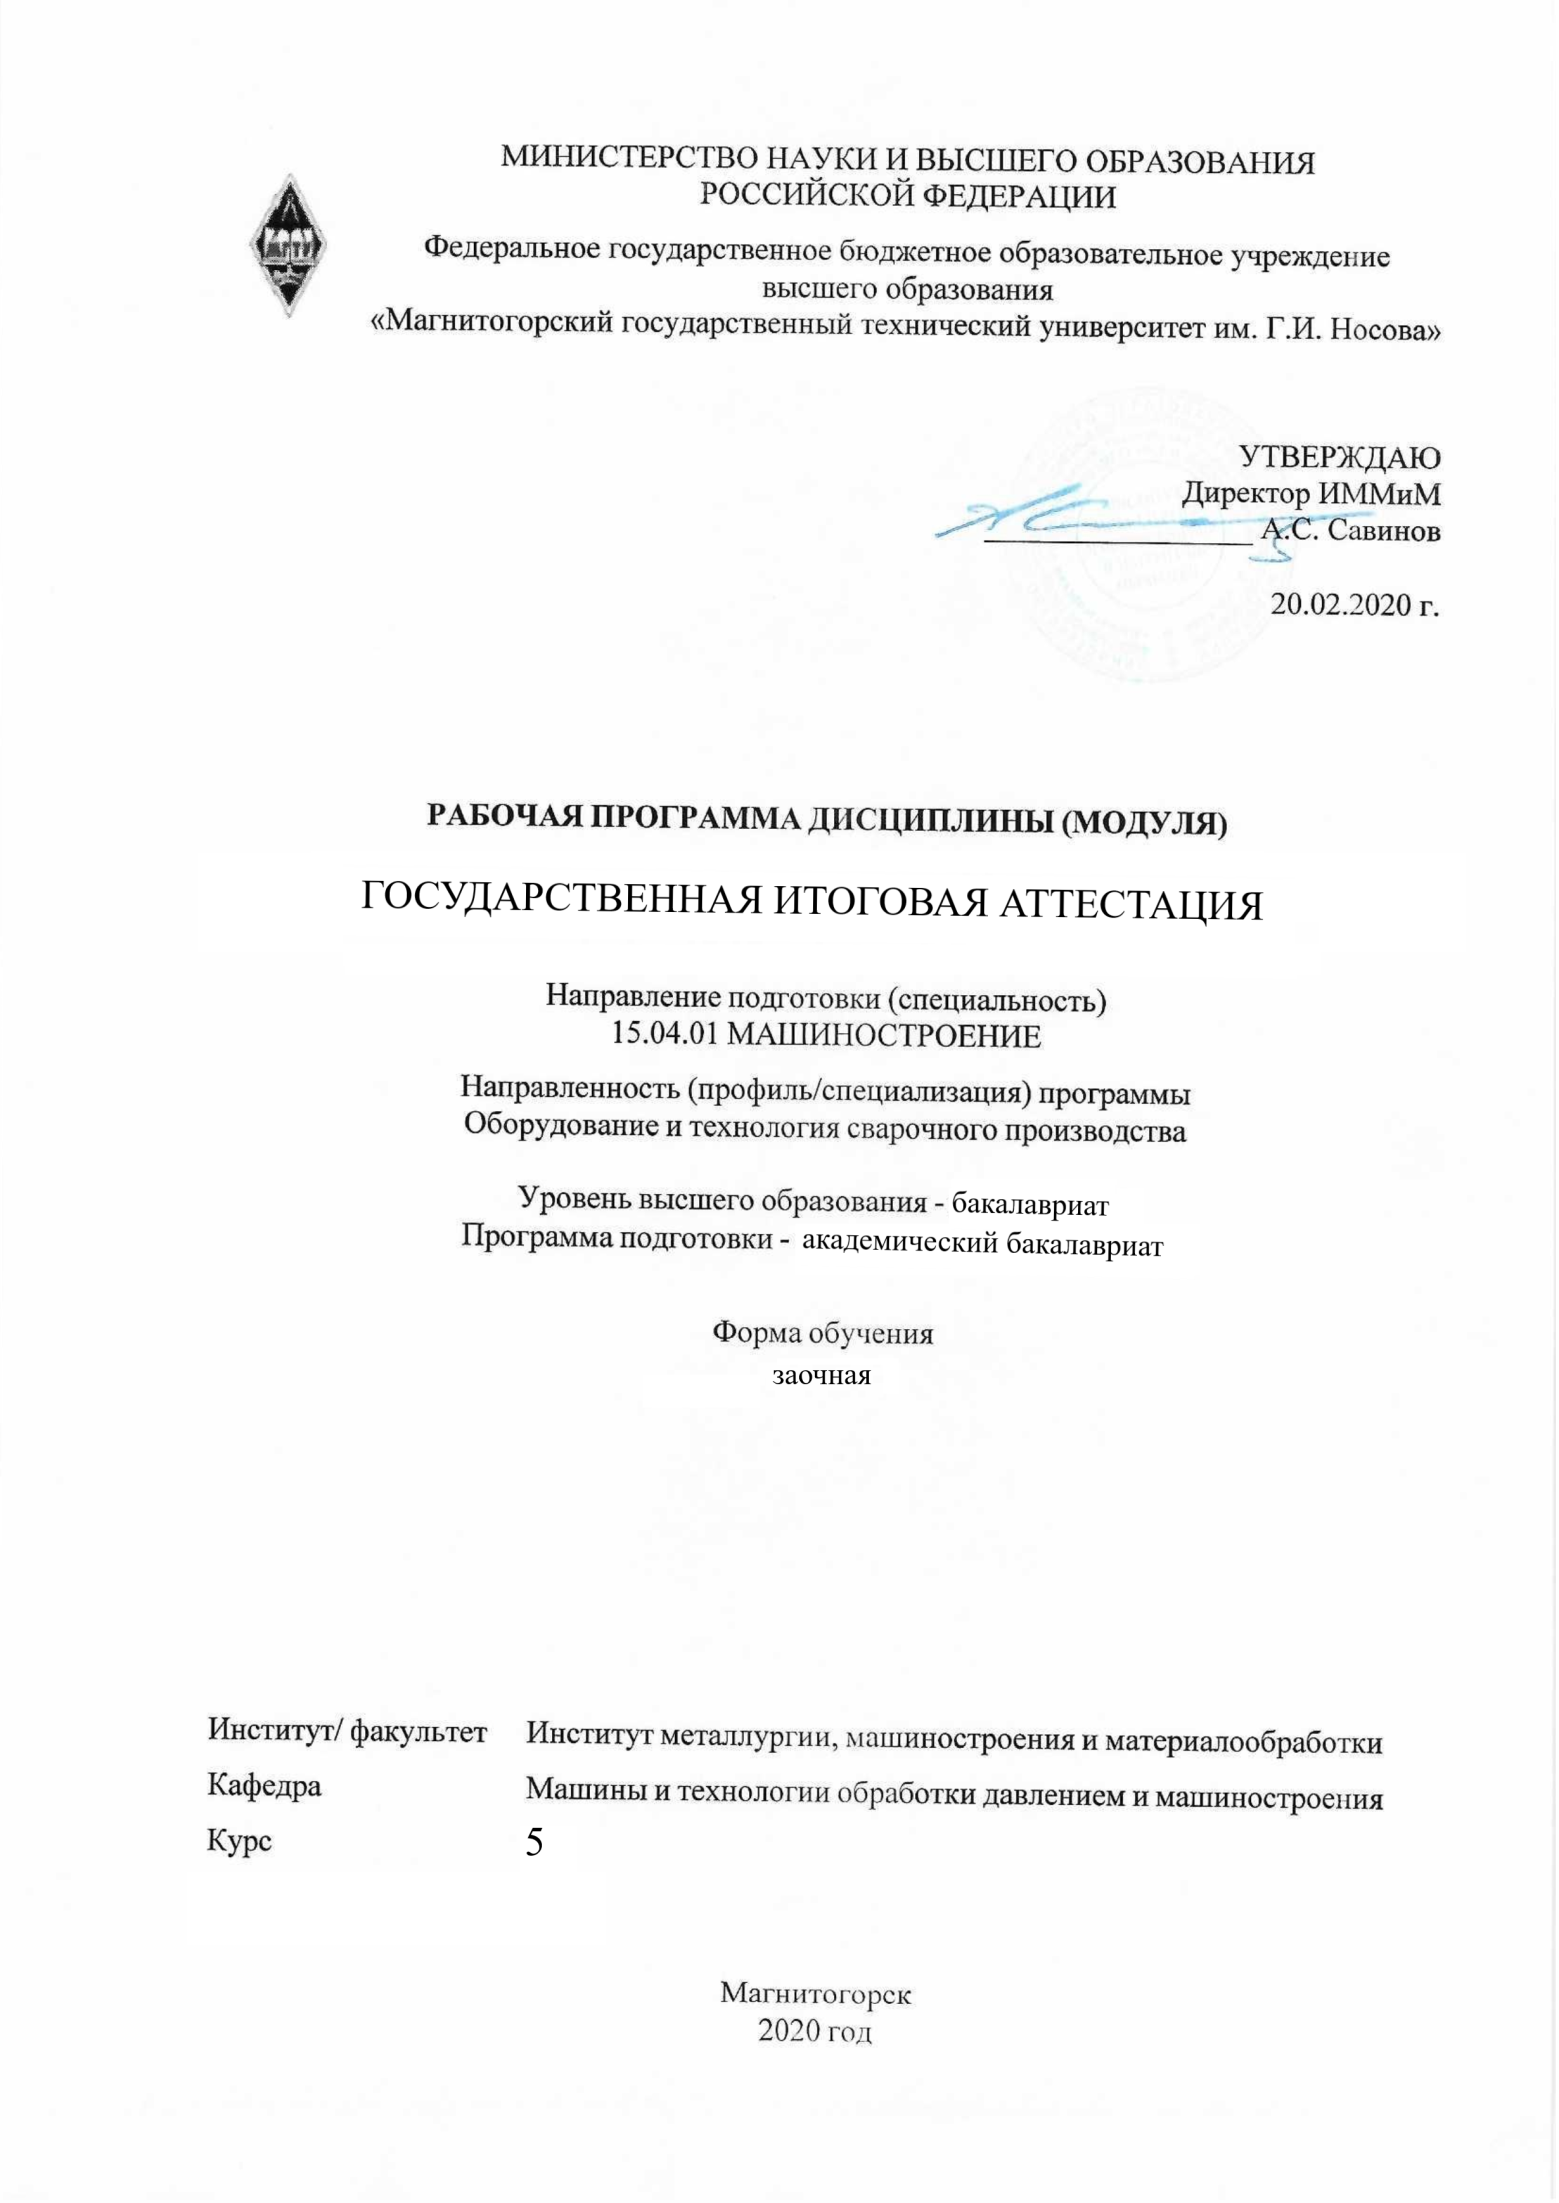 МИНИСТЕРСТВО НАУКИ И ВЫСШЕГО ОБРАЗОВАНИЯ
РОССИЙСКОЙ ФЕДЕРАЦИИ
Федеральное государственное бюджетное образовательное учреждение
высшего образования
«Магнитогорский государственный технический университет им. Г.И. Носова»
УТВЕРЖДАЮ
Директор ИММиМ
А.С. Савинов
20.02.2020 г.
РАБОЧАЯ ПРОГРАММА ДИСЦИПЛИНЫ (МОДУЛЯ)
ГОСУДАРСТВЕННАЯ ИТОГОВАЯ АТТЕСТАЦИЯ
Направление подготовки (специальность)
15.04.01 МАШИНОСТРОЕНИЕ
Направленность (профиль/специализация) программы
Оборудование и технология сварочного производства
Уровень высшего образования - бакалавриат
Программа подготовки - академический бакалавриат
Форма обучения
заочная
Институт/ факультет Институт металлургии, машиностроения и материалообработки
Кафедра Машины и технологии обработки давлением и машиностроения
Курс 5
Магнитогорск
2020 год